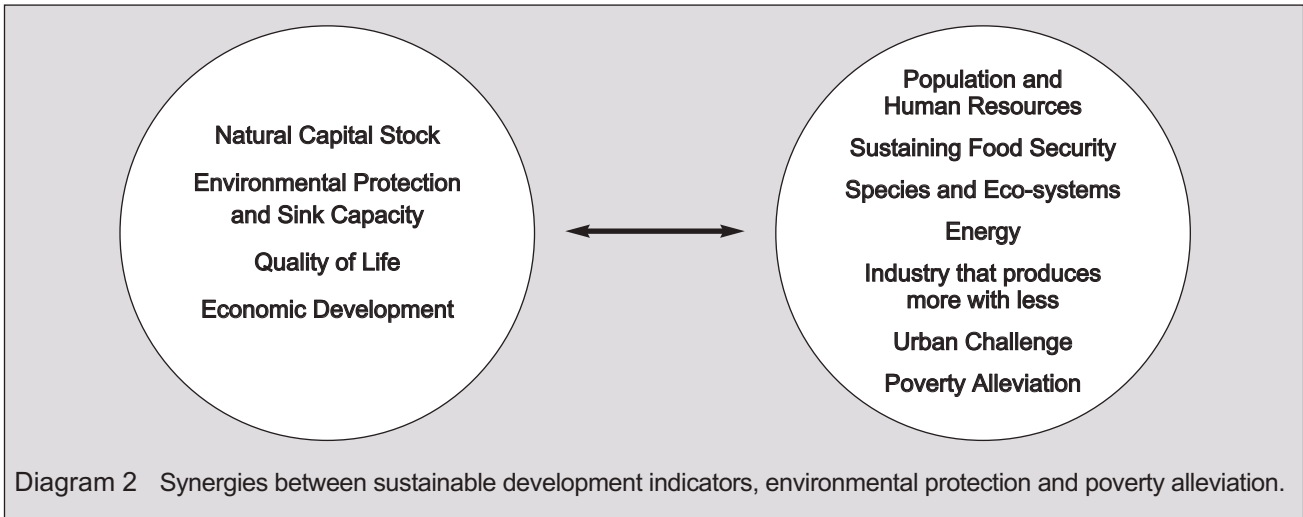 Natural Capital Stock
Environmental Protection
and Sink Capacity
Quality of Life
Economic Development
Population and
Human Resources
Sustaining Food Security
Species and Eco-systems
Energy
Industry that produces
more with less
Urban Challenge
Poverty Alleviation
Diagram 2 Synergies between sustainable development indicators, environmental protection and poverty alleviation.